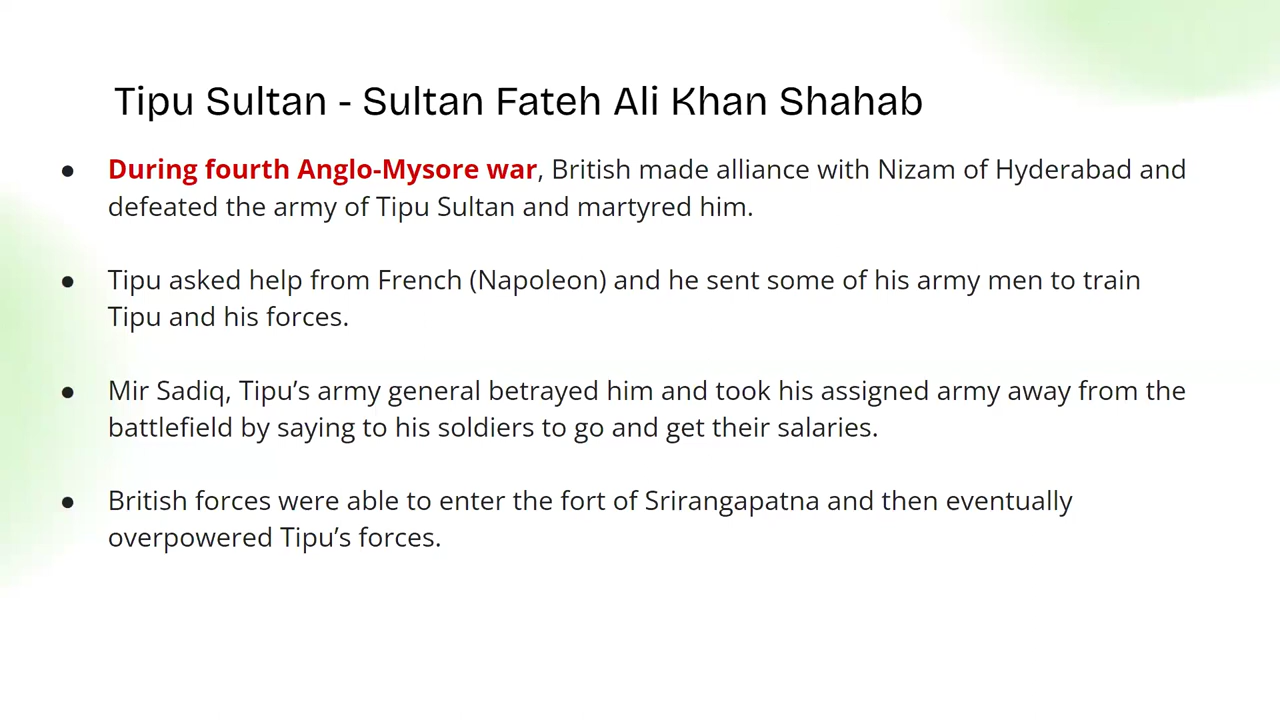 Tipu Sultan - Sultan Fateh Ali Khan Shahab
● During fourth Anglo-Mysore war, British made alliance with Nizam of Hyderabad and
defeated the army of Tipu Sultan and martyred him.
● Tipu asked help from French (Napoleon) and he sent some of his army men to train
Tipu and his forces.
● Mir Sadiq, Tipu’s army general betrayed him and took his assigned army away from the
battlefield by saying to his soldiers to go and get their salaries.
● British forces were able to enter the fort of Srirangapatna and then eventually
overpowered Tipu’s forces.